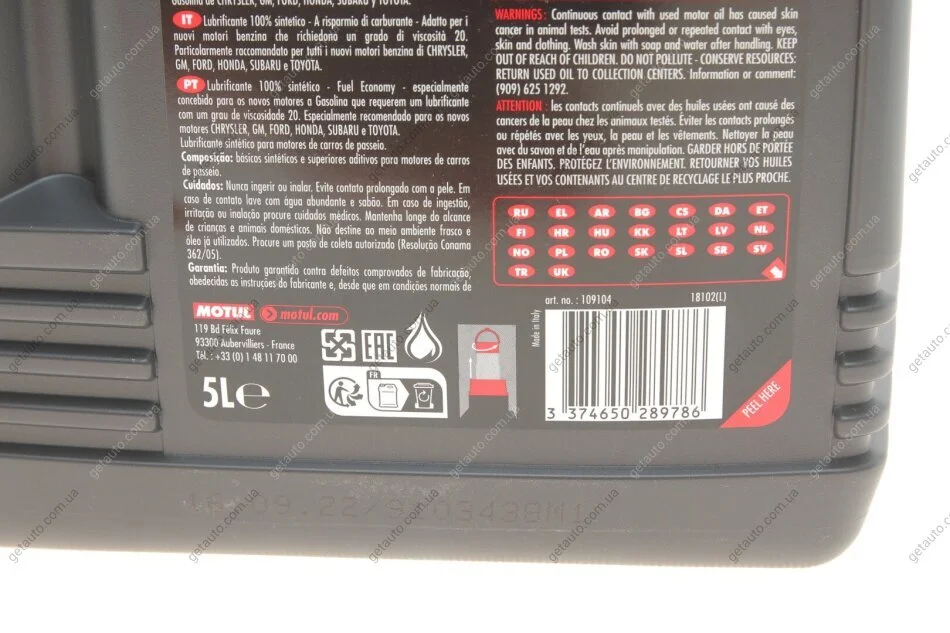 gasolina de CHRYSLER, GM, FORD, HONDA, SUBARU y TOYOTA.
IT Lubrificante 100% sintetico - A risparmio di carburante - Adatto per i
nuovi motori benzina che richiedono un grado di viscosità 20.
Particolarmente raccomandato per tutti i nuovi motori benzina di CHRYSLER,
GM, FORD, HONDA, SUBARU e TOYOTA.
PT Lubrificante 100% sintético - Fuel Economy - especialmente
concebido para os novos motores a Gasolina que requerem um lubrificante
com um grau de viscosidade 20. Especialmente recomendado para os novos
motores CHRYSLER, GM, FORD, HONDA, SUBARU e TOYOTA.
Lubrificante sintético para motores de carros de passeio.
Composição: básicos sintéticos e superiores aditivos para motores de carros
de passeio.
Cuidados: Nunca ingerir ou inalar. Evite contato prolongado com a pele. Em
caso de contato lave com água abundante e sabão. Em caso de ingestão,
irritação ou inalação procure cuidados médicos. Mantenha longe do alcance
de crianças e animais domésticos. Não destine ao meio ambiente frasco e
óleo já utilizados. Procure um posto de coleta autorizado (Resolução Conama
362/05).
Garantia: Produto garantido contra defeitos comprovados de fabricação,
obedecidas as instruções do fabricante e, desde que em condições normais de
MOTUL motul.com
119 Bd Félix Faure
93300 Aubervilliers - France
Tél. : +33 (0) 1 48 11 70 00
5L e
EAC
FR
WARNINGS: Continuous contact with used motor oil has caused skin
cancer in animal tests. Avoid prolonged or repeated contact with eyes,
skin and clothing. Wash skin with soap and water after handling. KEEP
OUT OF REACH OF CHILDREN. DO NOT POLLUTE - CONSERVE RESOURCES:
RETURN USED OIL TO COLLECTION CENTERS. Information or comment:
(909) 625 1292.
ATTENTION : les contacts continuels avec des huiles usées ont causé des
cancers de la peau chez les animaux testés. Eviter les contacts prolongés
ou répétés avec les yeux, la peau et les vêtements. Nettoyer la peau
avec du savon et de l'eau après manipulation. GARDER HORS DE PORTÉE
DES ENFANTS. PROTÉGEZ L'ENVIRONNEMENT. RETOURNER VOS HUILES
USÉES ET VOS CONTENANTS AU CENTRE DE RECYCLAGE LE PLUS PROCHE.
RU EL AR BG CS DA ET
FI HR HU KK LT LV NL
NO PL RO SK SL SR SV
TR UK
art. no. : 109104 18102(L)
Made in Italy
3 374650 289786
PEEL HERE
16.09.22/9 03498M1
getauto.com.ua